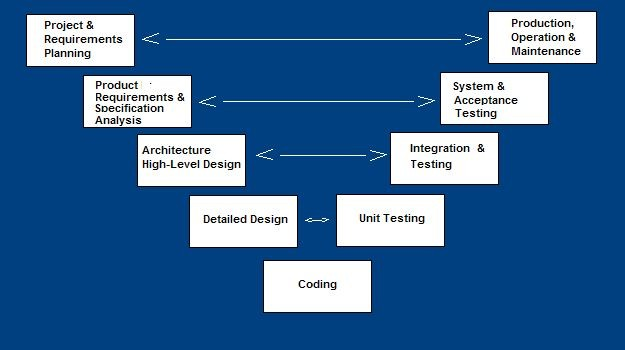 Project &
Requirements
Planning
Production,
Operation &
Maintenance
Product
Requirements &
Specification
Analysis
System &
Acceptance
Testing
Architecture
High-Level Design
Integration &
Testing
Detailed Design
Unit Testing
Coding